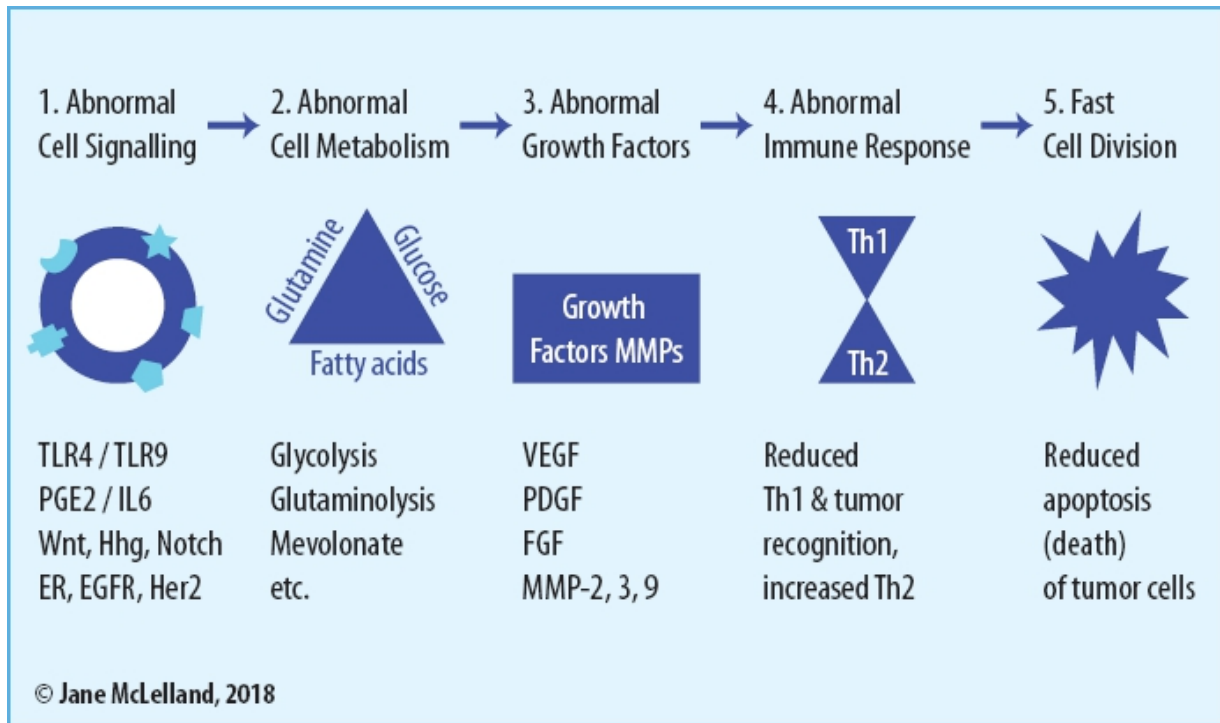 1. Abnormal
Cell Signalling
2. Abnormal
Cell Metabolism
3. Abnormal
Growth Factors
4. Abnormal
Immune Response
5. Fast
Cell Division
Glutamine
Glucose
Fatty acids
Growth
Factors MMPs
Th1
Th2
TLR4 / TLR9
PGE2 / IL6
Wnt, Hhg, Notch
ER, EGFR, Her2
Glycolysis
Glutaminolysis
Mevolonate
etc.
VEGF
PDGF
FGF
MMP-2, 3, 9
Reduced
Th1 & tumor
recognition,
increased Th2
Reduced
apoptosis
(death)
of tumor cells
© Jane McLelland, 2018